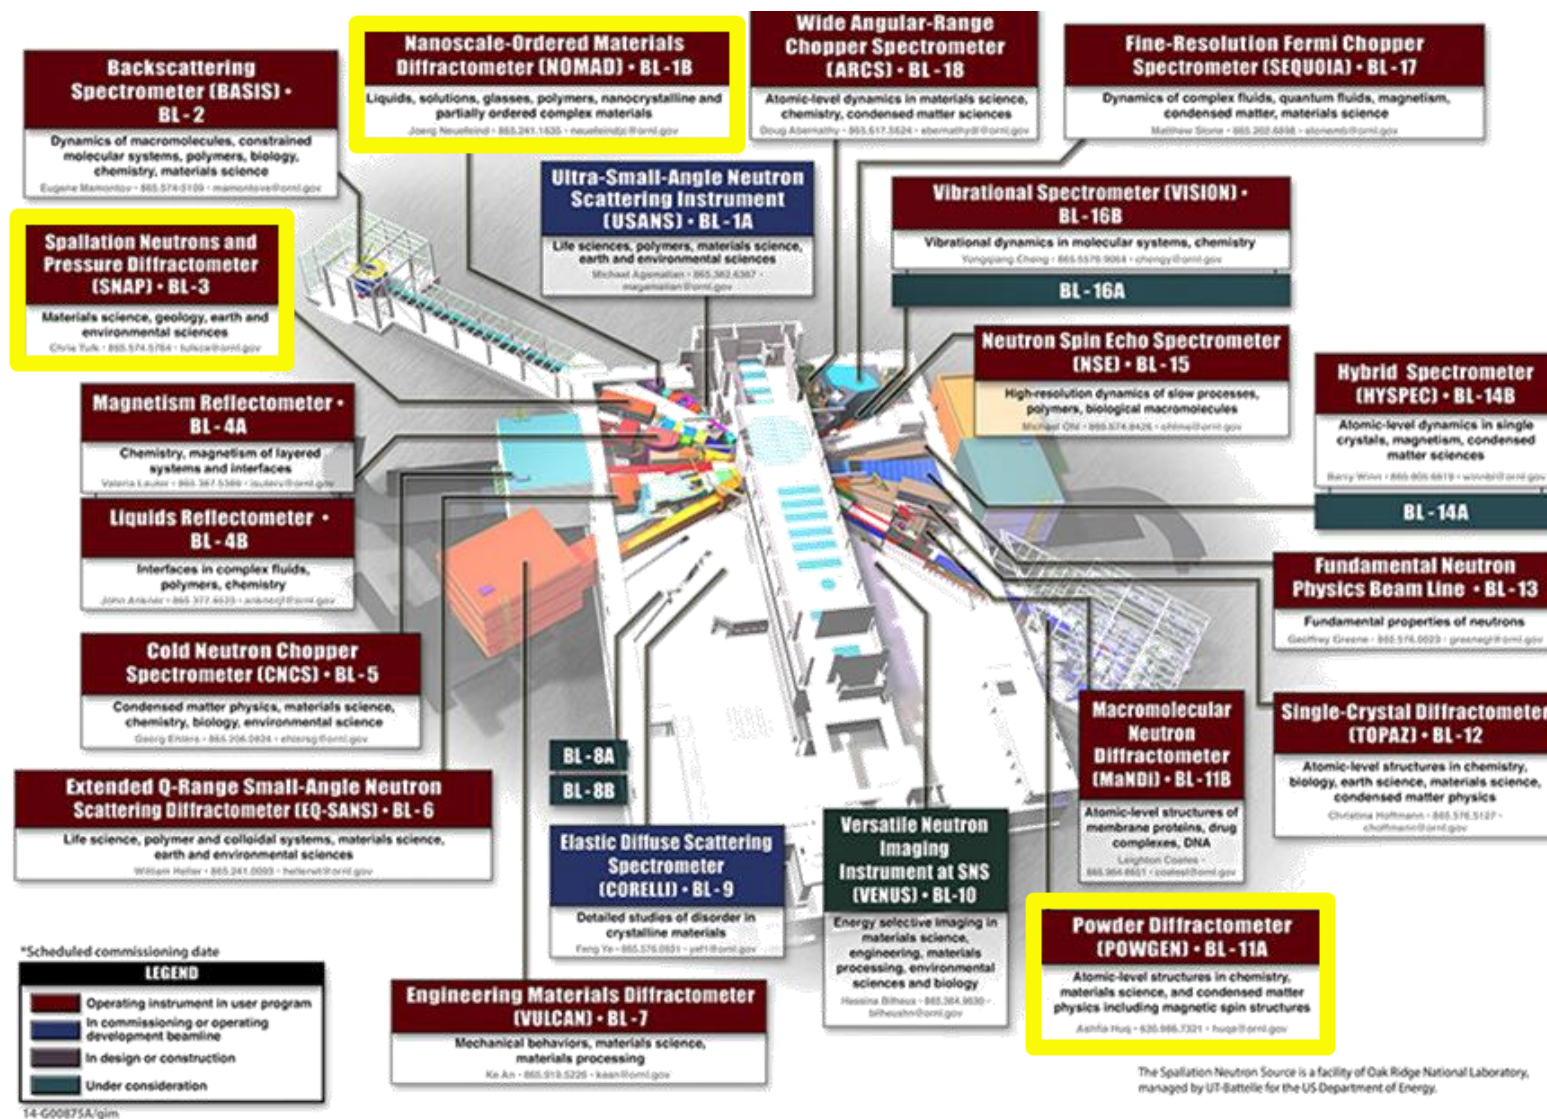 Backscattering
Spectrometer (BASIS) •
BL - 2
Dynamics of macromolecules, constrained
molecular systems, polymers, biology,
chemistry, materials science
Nanoscale-Ordered Materials
Diffractometer (NOMAD) • BL - 1B
Liquids, solutions, glasses, polymers, nanocrystalline and
partially ordered complex materials
Wide Angular-Range
Chopper Spectrometer
(ARCS) • BL - 18
Atomic-level dynamics in materials science,
chemistry, condensed matter sciences
Fine-Resolution Fermi Chopper
Spectrometer (SEQUOIA) • BL - 17
Dynamics of complex fluids, quantum fluids, magnetism,
condensed matter, materials science
Ultra-Small-Angle Neutron
Scattering Instrument
(USANS) • BL - 1A
Life sciences, polymers, materials science,
earth and environmental sciences
Vibrational Spectrometer (VISION) •
BL - 16B
Vibrational dynamics in molecular systems, chemistry
BL - 16A
Spallation Neutrons and
Pressure Diffractometer
(SNAP) • BL - 3
Materials science, geology, earth and
environmental sciences
Neutron Spin Echo Spectrometer
(NSE) • BL - 15
High-resolution dynamics of slow processes,
polymers, biological macromolecules
Hybrid Spectrometer
(HYSPEC) • BL - 14B
Atomic-level dynamics in single
crystals, magnetism, condensed
matter sciences
BL - 14A
Magnetism Reflectometer •
BL - 4A
Chemistry, magnetism of layered
systems and interfaces
Liquids Reflectometer •
BL - 4B
Interfaces in complex fluids,
polymers, chemistry
Fundamental Neutron
Physics Beam Line • BL - 13
Fundamental properties of neutrons
Cold Neutron Chopper
Spectrometer (CNCS) • BL - 5
Condensed matter physics, materials science,
chemistry, biology, environmental science
Macromolecular
Neutron
Diffractometer
(MaNDi) • BL - 11B
Atomic-level structures of
membrane proteins, drug
complexes, DNA
Single-Crystal Diffractometer
(TOPAZ) • BL - 12
Atomic-level structures in chemistry,
biology, earth science, materials science,
condensed matter physics
Extended Q-Range Small-Angle Neutron
Scattering Diffractometer (EQ-SANS) • BL - 6
Life science, polymer and colloidal systems, materials science,
earth and environmental sciences
BL - 8A
BL - 8B
Elastic Diffuse Scattering
Spectrometer
(CORELLI) • BL - 9
Detailed studies of disorder in
crystalline materials
Versatile Neutron
Imaging
Instrument at SNS
(VENUS) • BL - 10
Energy selective imaging in
materials science,
engineering, materials
processing, environmental
sciences and biology
Powder Diffractometer
(POWGEN) • BL - 11A
Atomic-level structures in chemistry,
materials science, and condensed matter
physics including magnetic spin structures
Engineering Materials Diffractometer
(VULCAN) • BL - 7
Mechanical behaviors, materials science,
materials processing
*Scheduled commissioning date
LEGEND
Operating instrument in user program
In commissioning or operating
development beamline
In design or construction
Under consideration
14-G00875A/gim
The Spallation Neutron Source is a facility of Oak Ridge National Laboratory,
managed by UT-Battelle for the US Department of Energy.